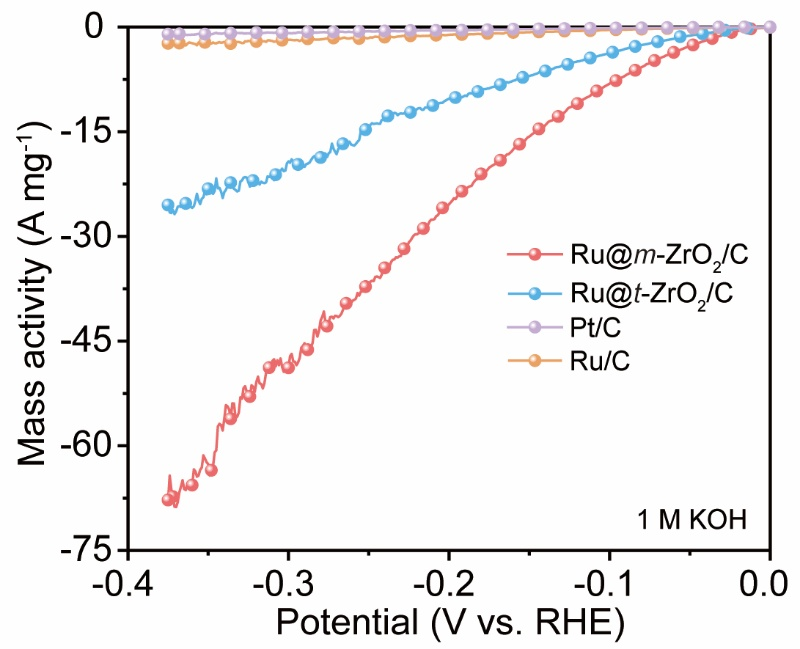 0
-15
-30
-45
-60
-75
Mass activity (A mg⁻¹)
Ru@m-ZrO₂/C
Ru@t-ZrO₂/C
Pt/C
Ru/C
1 M KOH
-0.4 -0.3 -0.2 -0.1 0.0
Potential (V vs. RHE)